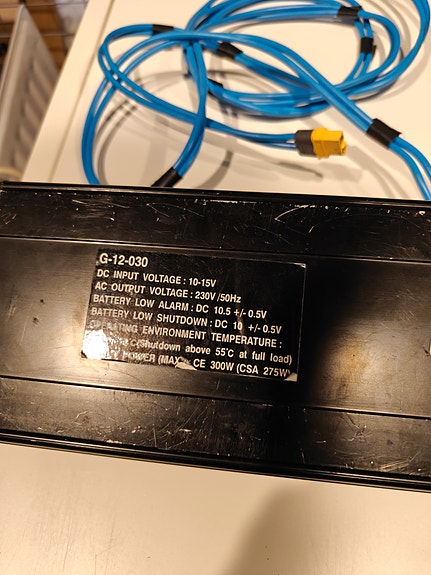 G-12-030
DC INPUT VOLTAGE : 10-15V
AC OUTPUT VOLTAGE : 230V /50Hz
BATTERY LOW ALARM : DC 10.5 +/- 0.5V
BATTERY LOW SHUTDOWN : DC 10 +/- 0.5V
OPERATING ENVIRONMENT TEMPERATURE :
(Shutdown above 55°C at full load)
POWER (MAX CE 300W (CSA 275W)